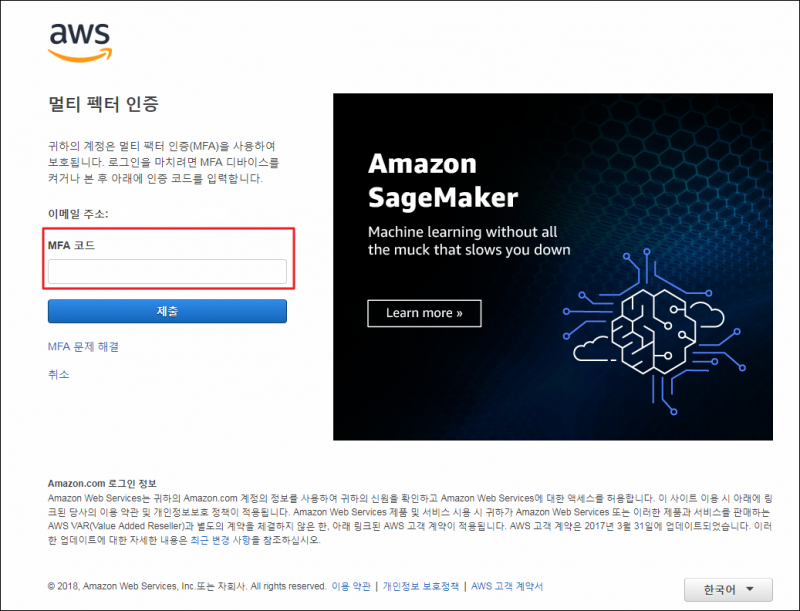 aws
멀티 펙터 인증
귀하의 계정은 멀티 팩터 인증(MFA)을 사용하여
보호됩니다. 로그인을 마치려면 MFA 디바이스를
켜거나 본 후 아래에 인증 코드를 입력합니다.
이메일 주소:
MFA 코드
제출
MFA 문제 해결
취소
Amazon
SageMaker
Machine learning without all
the muck that slows you down
Learn more »
Amazon.com 로그인 정보
Amazon Web Services는 귀하의 Amazon.com 계정의 정보를 사용하여 귀하의 신원을 확인하고 Amazon Web Services에 대한 액세스를 허용합니다. 이 사이트 이용 시 아래에 링
크된 당사의 이용 약관 및 개인정보보호 정책이 적용됩니다. Amazon Web Services 제품 및 서비스 사용 시 귀하가 Amazon Web Services 또는 이러한 제품과 서비스를 판매하는
AWS VAR(Value Added Reseller)과 별도의 계약을 체결하지 않은 한, 아래 링크된 AWS 고객 계약이 적용됩니다. AWS 고객 계약은 2017년 3월 31일에 업데이트되었습니다. 이러
한 업데이트에 대한 자세한 내용은 최근 변경 사항을 참조하십시오.
© 2018, Amazon Web Services, Inc.또는 자회사. All rights reserved. 이용 약관 | 개인정보 보호정책 | AWS 고객 계약서
한국어